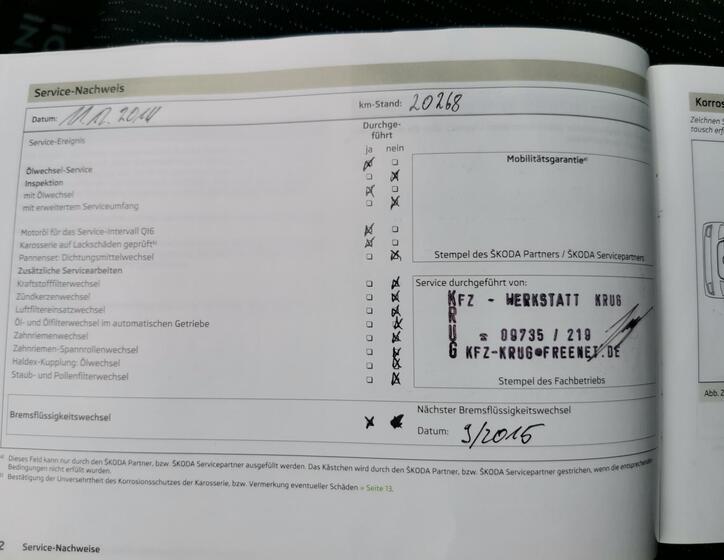 Service-Nachweis
Datum: 11.12.2014 km-Stand: 20268
Service-Ereignis Durchge-
führt
ja nein
Ölwechsel-Service
Inspektion
mit Ölwechsel
mit erweitertem Serviceumfang
Mobilitätsgarantie a)
Motoröl für das Service-Intervall QI6
Karosserie auf Lackschäden geprüft b)
Pannenset: Dichtungsmittelwechsel
Stempel des ŠKODA Partners / ŠKODA Servicepartners
Zusätzliche Servicearbeiten
Kraftstofffilterwechsel
Zündkerzenwechsel
Luftfiltereinsatzwechsel
Öl- und Ölfilterwechsel im automatischen Getriebe
Zahnriemenwechsel
Zahnriemen-Spannrollenwechsel
Haldex-Kupplung: Ölwechsel
Staub- und Pollenfilterwechsel
Service durchgeführt von:
KFZ - WERKSTATT KRUG
KRUG
☎ 09735 / 219
KFZ-KRUG@FREENET.DE
Stempel des Fachbetriebs
Bremsflüssigkeitswechsel
Nächster Bremsflüssigkeitswechsel
Datum: 9/2015
a) Dieses Feld kann nur durch den ŠKODA Partner, bzw. ŠKODA Servicepartner ausgefüllt werden. Das Kästchen wird durch den ŠKODA Partner, bzw. ŠKODA Servicepartner gestrichen, wenn die entsprechenden
Bedingungen nicht erfüllt wurden.
b) Bestätigung der Unversehrtheit des Korrosionsschutzes der Karosserie, bzw. Vermerkung eventueller Schäden » Seite 13.
2 Service-Nachweise
Korros
Zeichnen S
tausch erf
Abb. 2